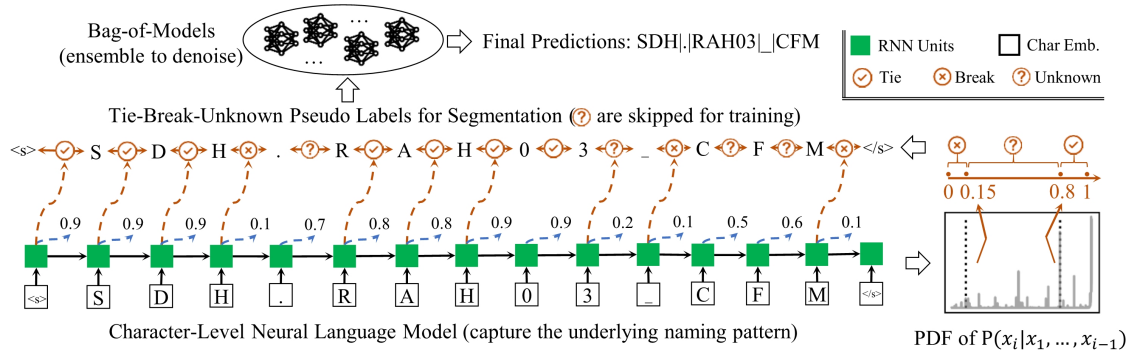 Bag-of-Models
(ensemble to denoise)
... ...
Final Predictions: SDH|.|RAH03|_|CFM
RNN Units
Char Emb.
Tie
Break
? Unknown
Tie-Break-Unknown Pseudo Labels for Segmentation (? are skipped for training)
<s> S D H . ? R A H 0 3 ? _ C ? F ? M </s>
?
0 0.15 0.8 1
0.9 0.9 0.9 0.1 0.7 0.8 0.8 0.9 0.9 0.2 0.1 0.5 0.6 0.1
<s> S D H . R A H 0 3 _ C F M </s>
Character-Level Neural Language Model (capture the underlying naming pattern)
PDF of P(xᵢ|x₁, …, xᵢ₋₁)